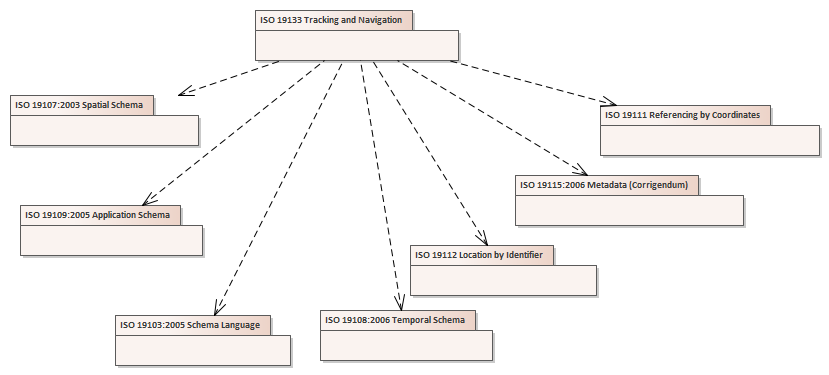 ISO 19133 Tracking and Navigation
ISO 19107:2003 Spatial Schema
ISO 19111 Referencing by Coordinates
ISO 19115:2006 Metadata (Corrigendum)
ISO 19109:2005 Application Schema
ISO 19112 Location by Identifier
ISO 19103:2005 Schema Language
ISO 19108:2006 Temporal Schema